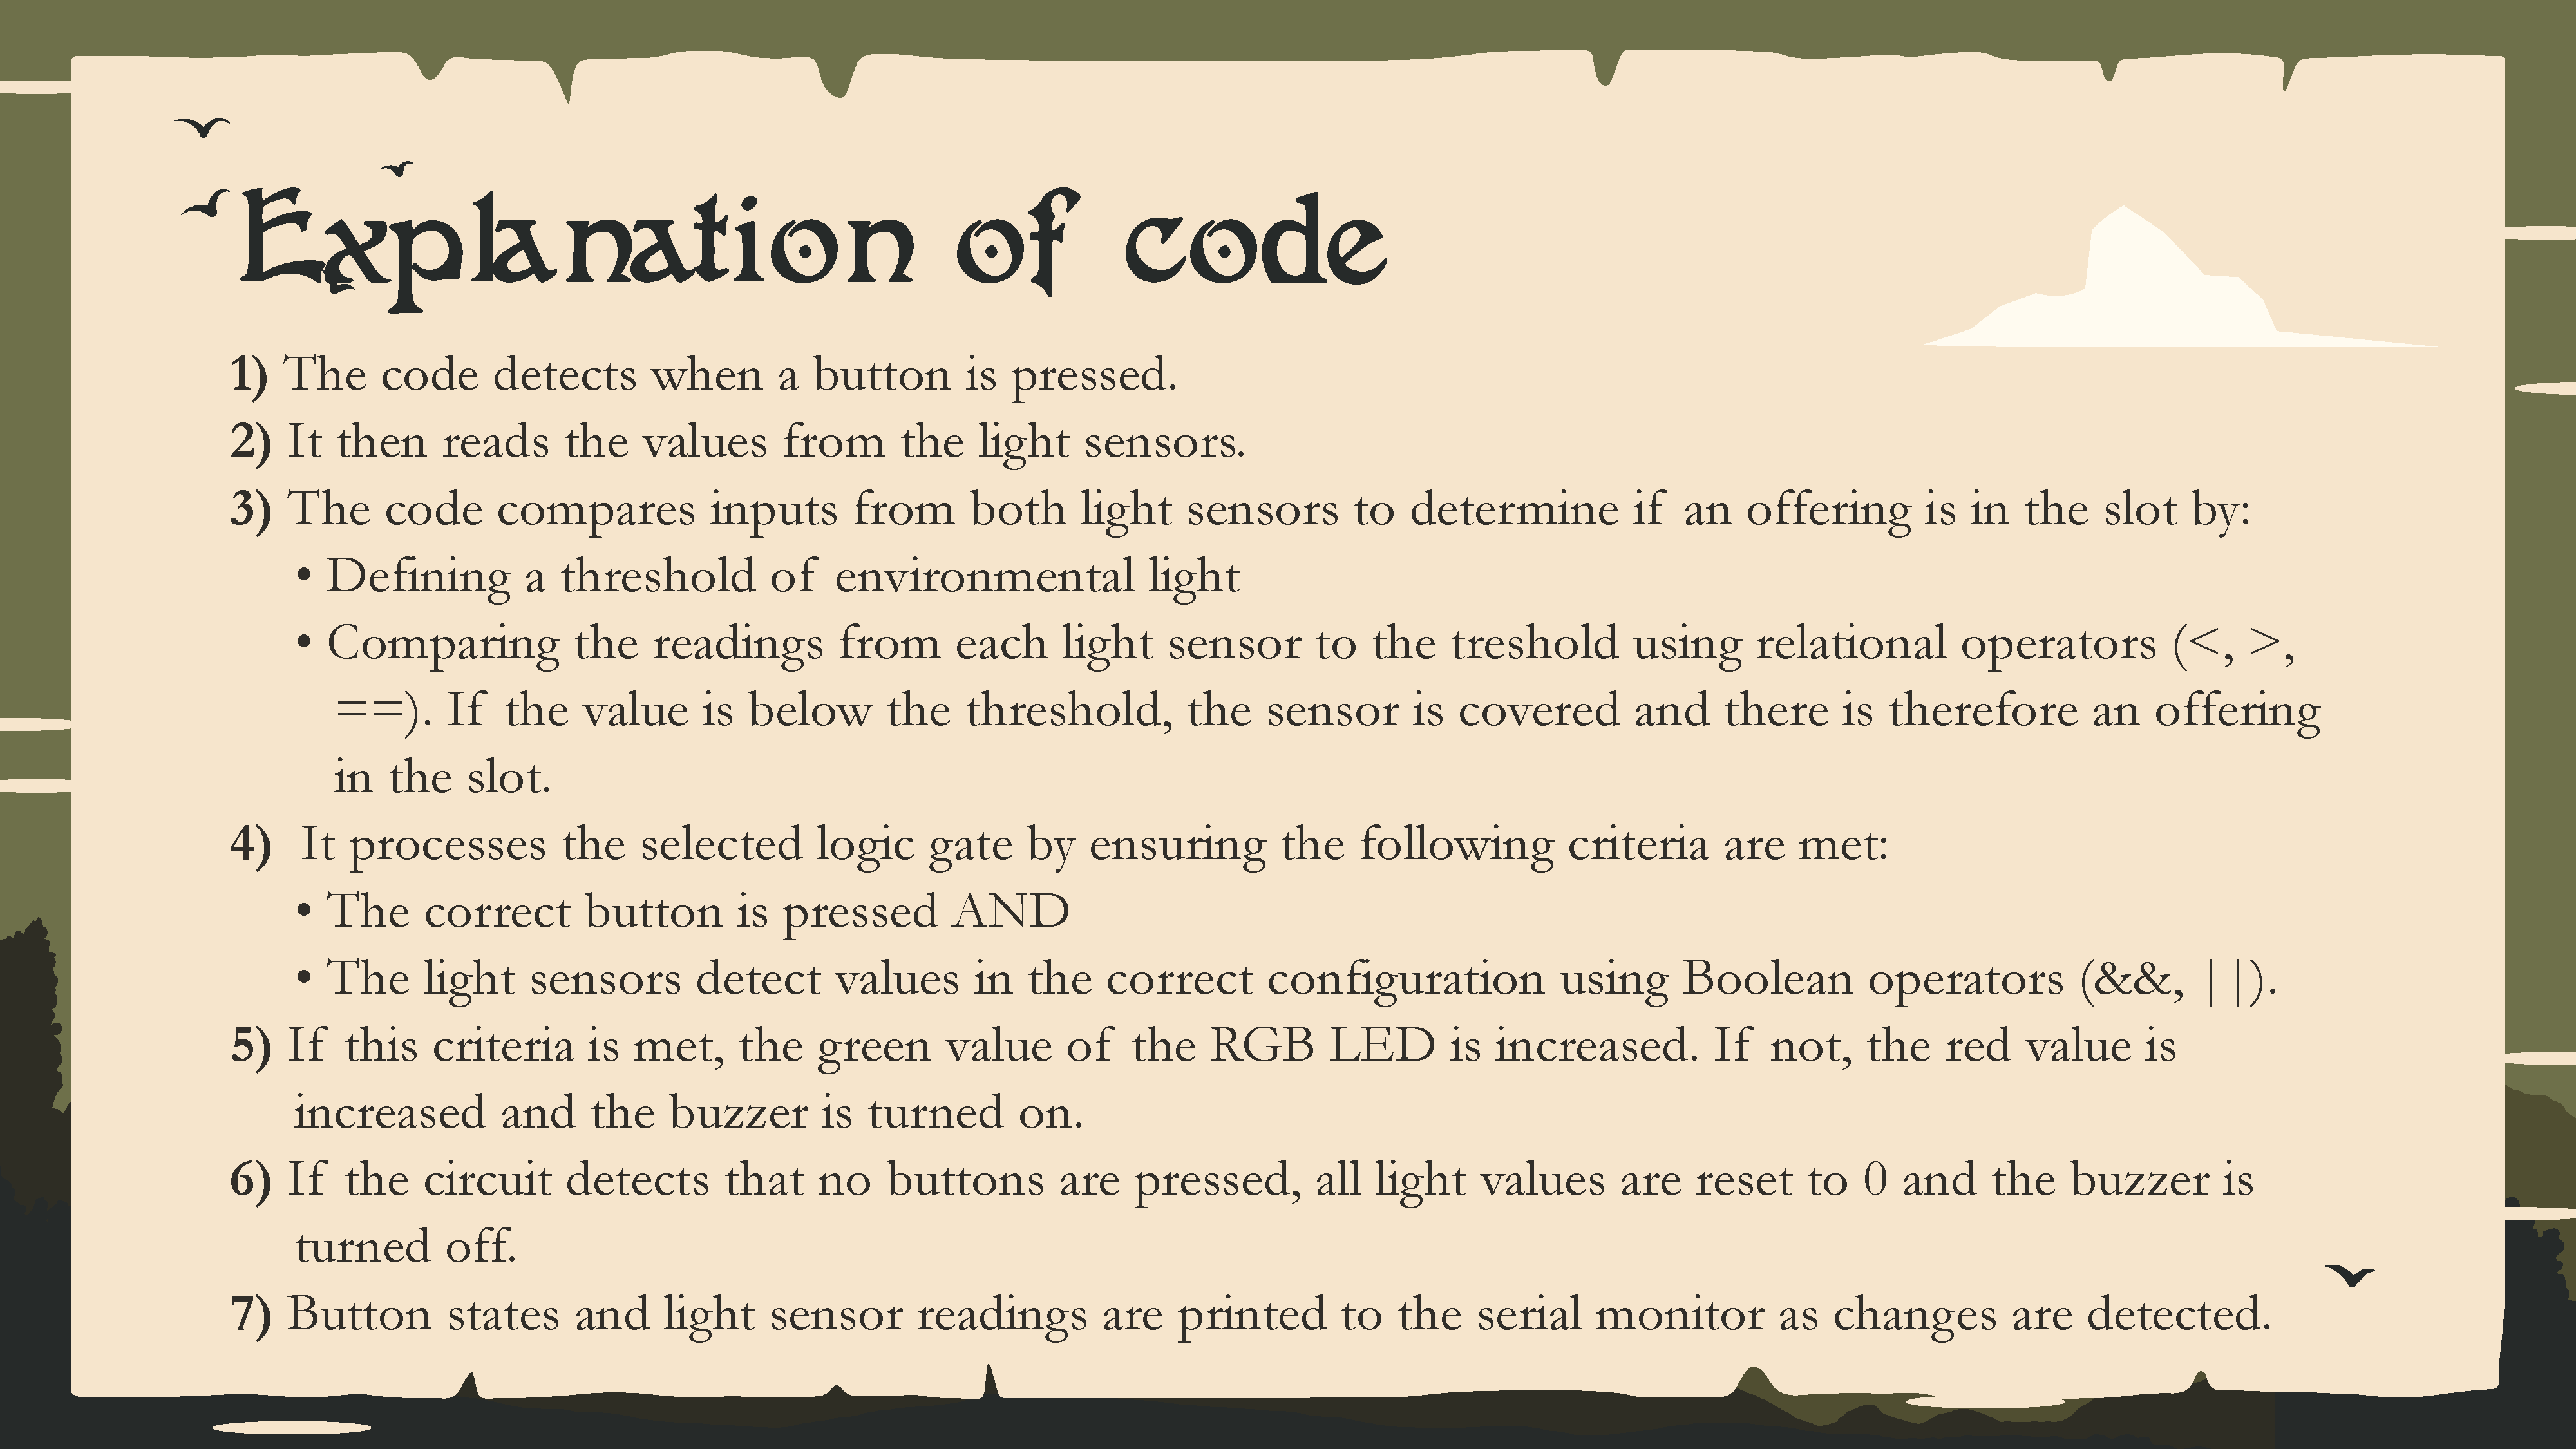 Explanation of code
1) The code detects when a button is pressed.
2) It then reads the values from the light sensors.
3) The code compares inputs from both light sensors to determine if an offering is in the slot by:
• Defining a threshold of environmental light
• Comparing the readings from each light sensor to the treshold using relational operators (<, >,
==). If the value is below the threshold, the sensor is covered and there is therefore an offering
in the slot.
4) It processes the selected logic gate by ensuring the following criteria are met:
• The correct button is pressed AND
• The light sensors detect values in the correct configuration using Boolean operators (&&, ||).
5) If this criteria is met, the green value of the RGB LED is increased. If not, the red value is
increased and the buzzer is turned on.
6) If the circuit detects that no buttons are pressed, all light values are reset to 0 and the buzzer is
turned off.
7) Button states and light sensor readings are printed to the serial monitor as changes are detected.